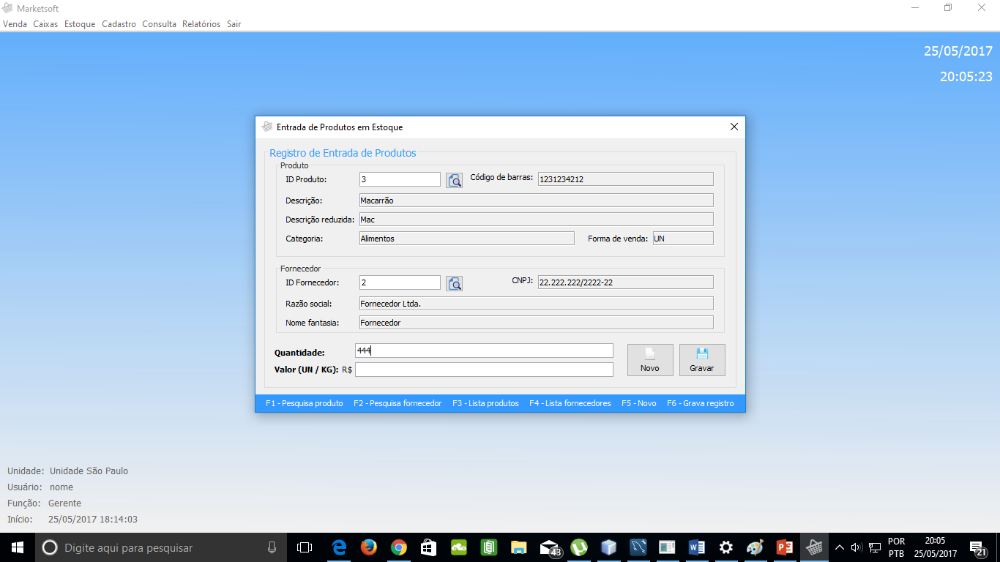 Marketsoft
Venda Caixas Estoque Cadastro Consulta Relatórios Sair
25/05/2017
20:05:23
Entrada de Produtos em Estoque
Registro de Entrada de Produtos
Produto
ID Produto: 3 Código de barras: 1231234212
Descrição: Macarrão
Descrição reduzida: Mac
Categoria: Alimentos Forma de venda: UN
Fornecedor
ID Fornecedor: 2 CNPJ: 22.222.222/2222-22
Razão social: Fornecedor Ltda.
Nome fantasia: Fornecedor
Quantidade: 444
Valor (UN / KG): R$
Novo Gravar
F1 - Pesquisa produto F2 - Pesquisa fornecedor F3 - Lista produtos F4 - Lista fornecedores F5 - Novo F6 - Grava registro
Unidade: Unidade São Paulo
Usuário: nome
Função: Gerente
Início: 25/05/2017 18:14:03
Digite aqui para pesquisar
43
POR
PTB
20:05
25/05/2017
21